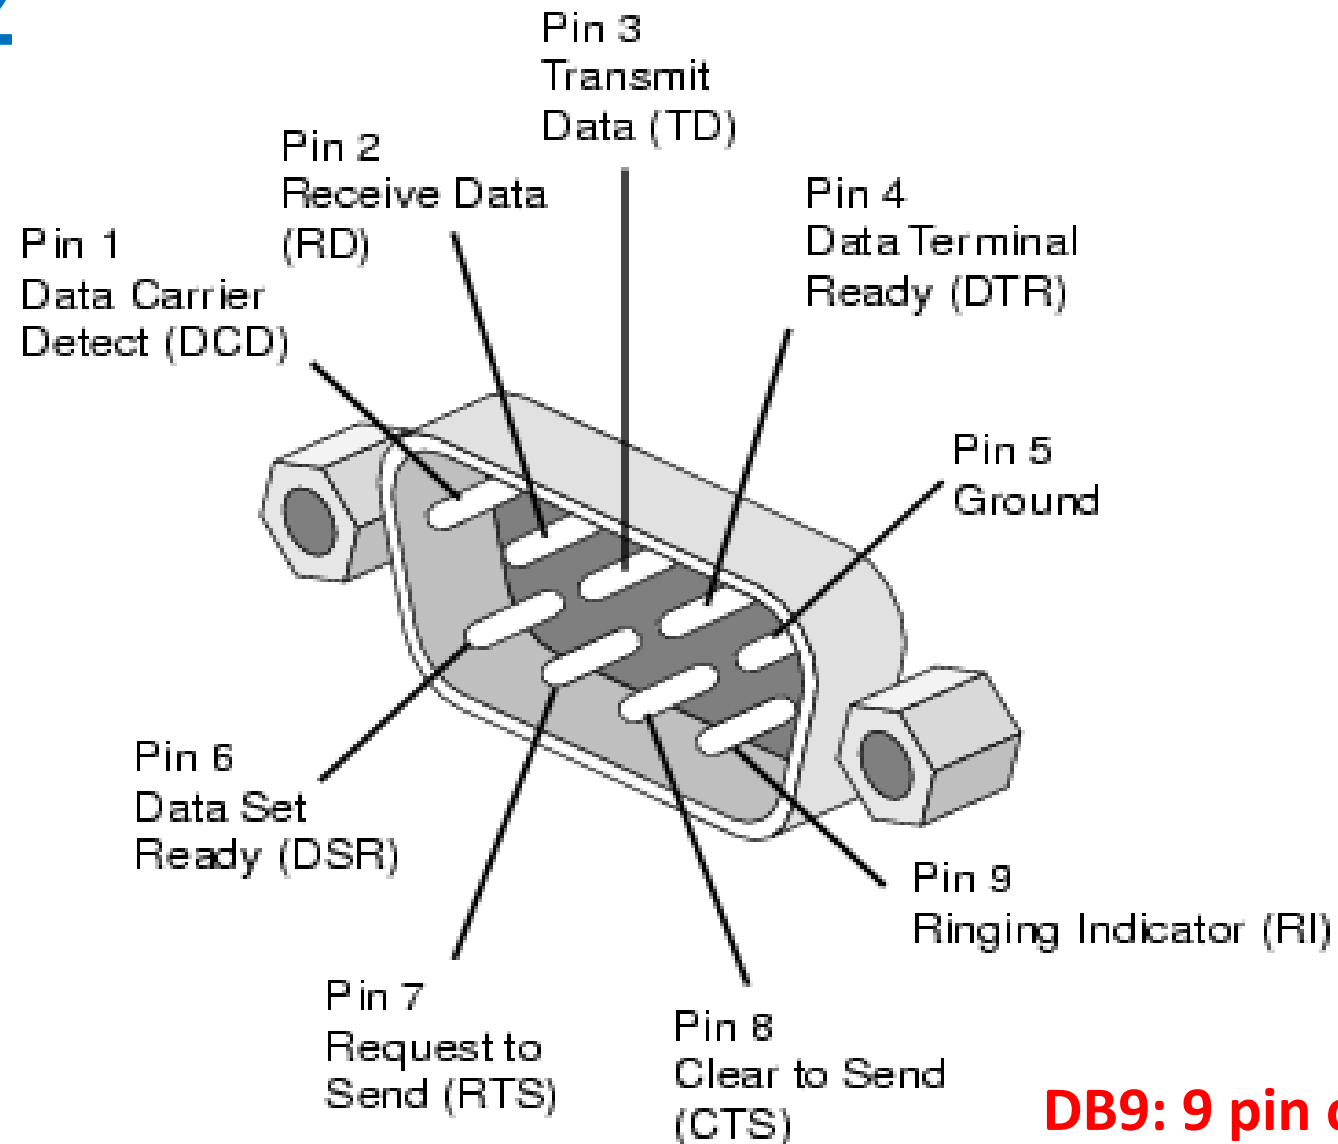 Pin 3
Transmit
Data (TD)
Pin 2
Receive Data
(RD)
Pin 4
Data Terminal
Ready (DTR)
Pin 1
Data Carrier
Detect (DCD)
Pin 5
Ground
Pin 6
Data Set
Ready (DSR)
Pin 9
Ringing Indicator (RI)
Pin 7
Request to
Send (RTS)
Pin 8
Clear to Send
(CTS)
DB9: 9 pin